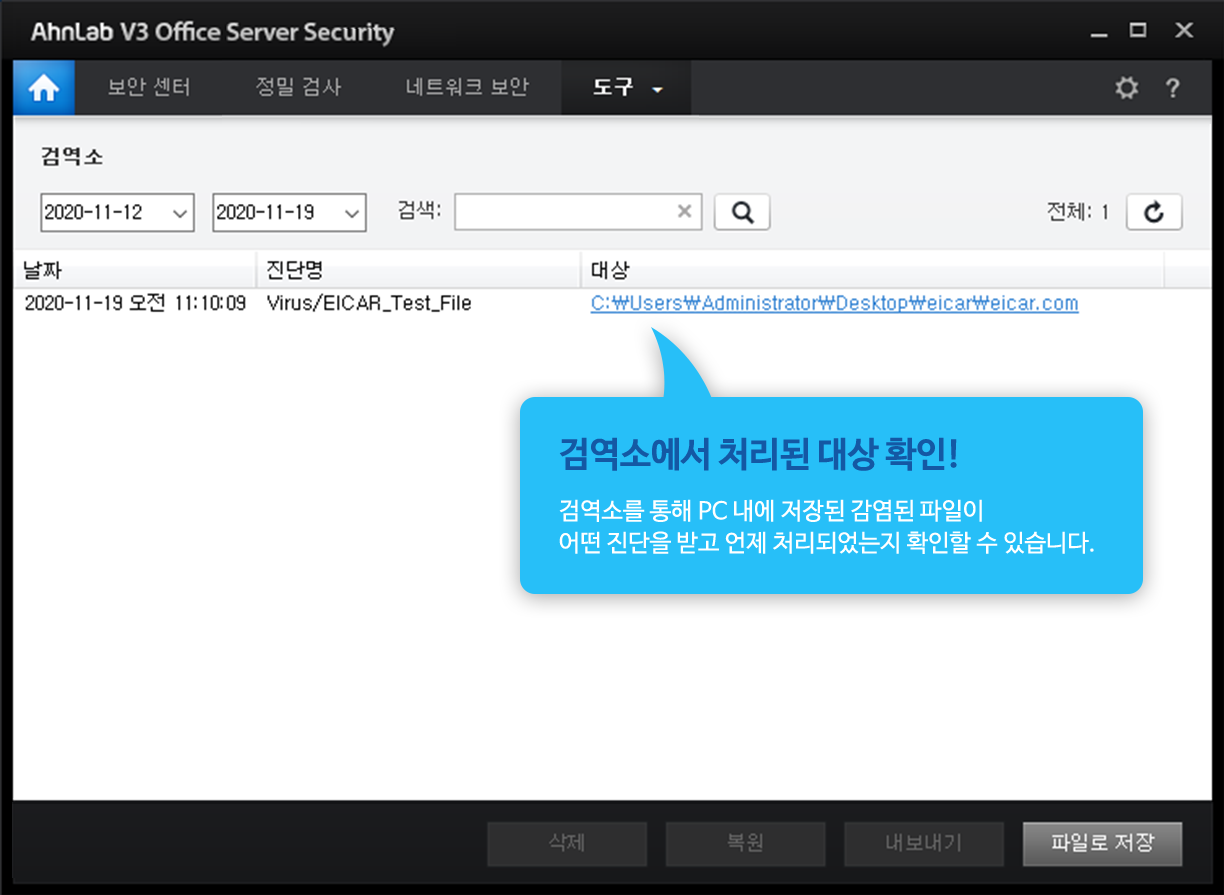 AhnLab V3 Office Server Security
보안 센터 정밀 검사 네트워크 보안 도구
검역소
2020-11-12 2020-11-19 검색: 전체: 1
날짜 진단명 대상
2020-11-19 오전 11:10:09 Virus/EICAR_Test_File C:₩Users₩Administrator₩Desktop₩eicar₩eicar.com
검역소에서 처리된 대상 확인!
검역소를 통해 PC 내에 저장된 감염된 파일이
어떤 진단을 받고 언제 처리되었는지 확인할 수 있습니다.
삭제 복원 내보내기 파일로 저장